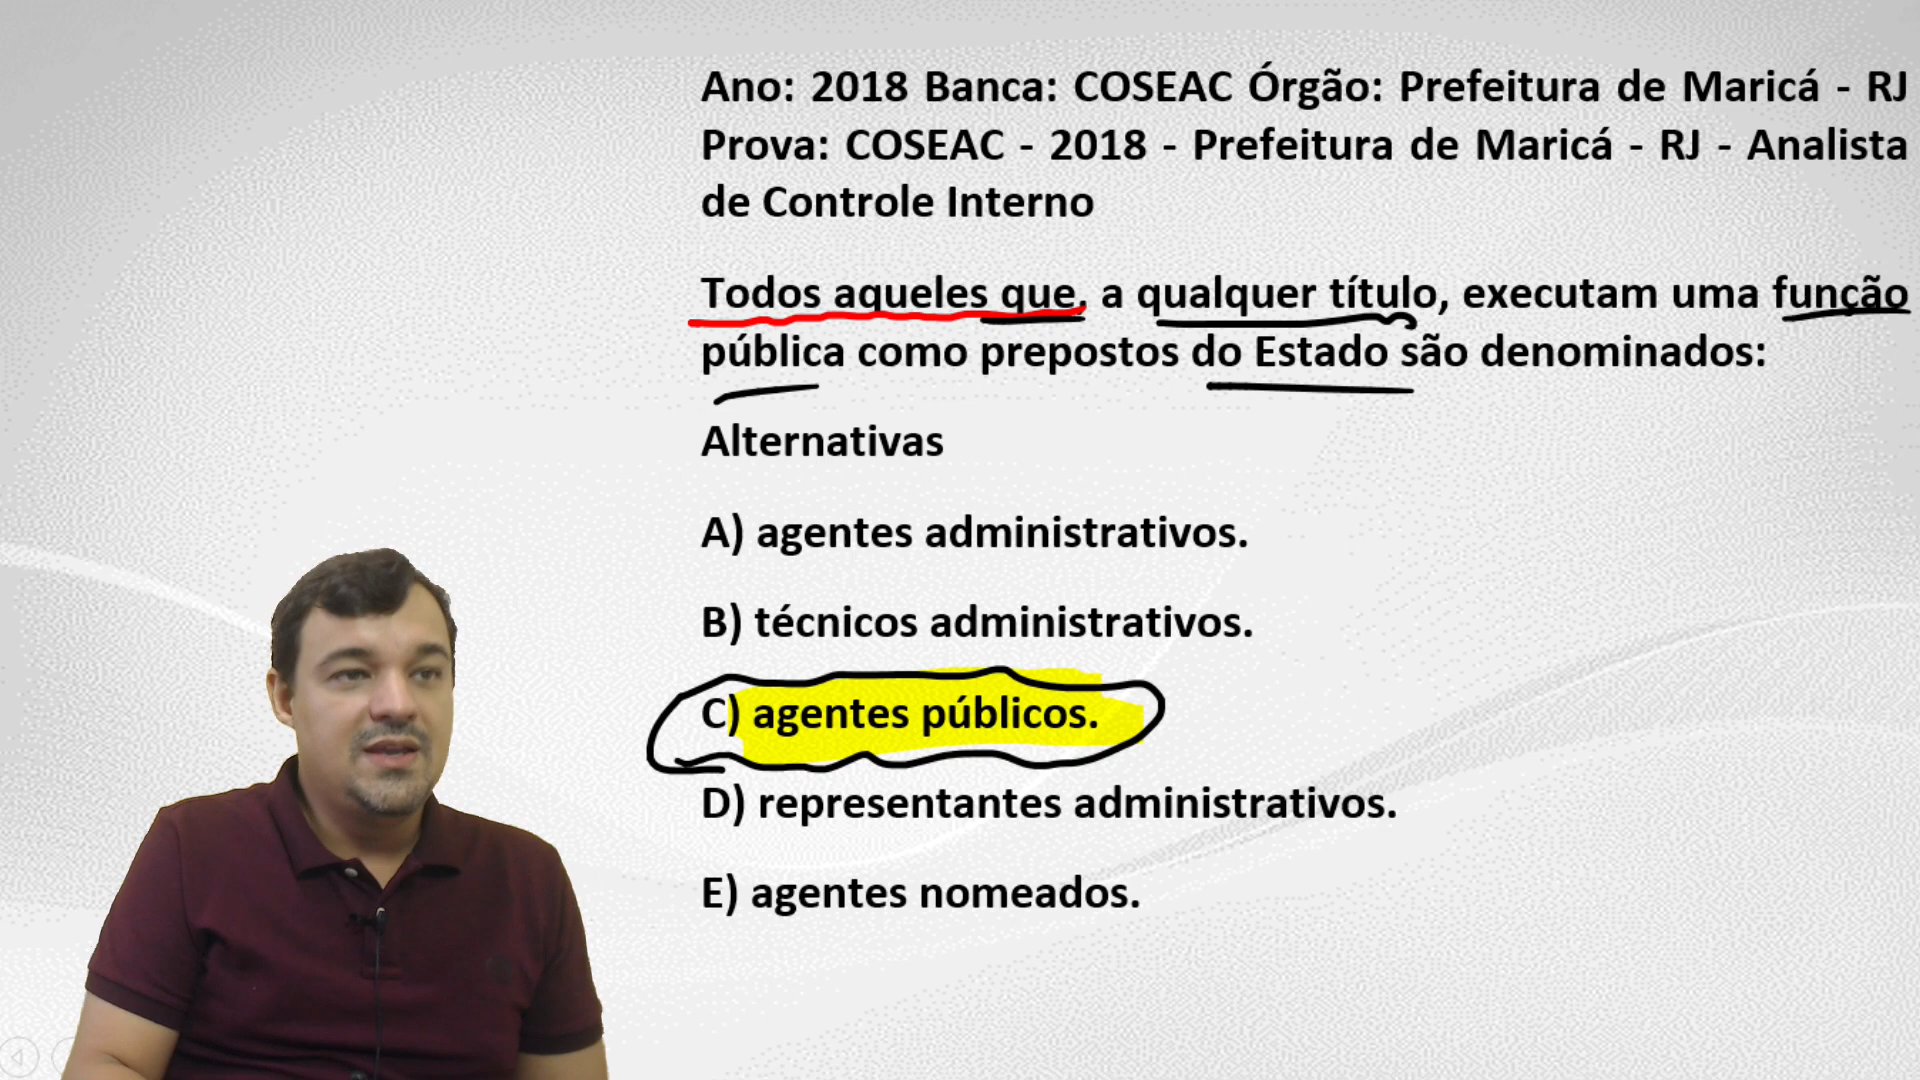 Ano: 2018 Banca: COSEAC Órgão: Prefeitura de Maricá - RJ
Prova: COSEAC - 2018 - Prefeitura de Maricá - RJ - Analista
de Controle Interno
Todos aqueles que, a qualquer título, executam uma função
pública como prepostos do Estado são denominados:
Alternativas
A) agentes administrativos.
B) técnicos administrativos.
C) agentes públicos.
D) representantes administrativos.
E) agentes nomeados.